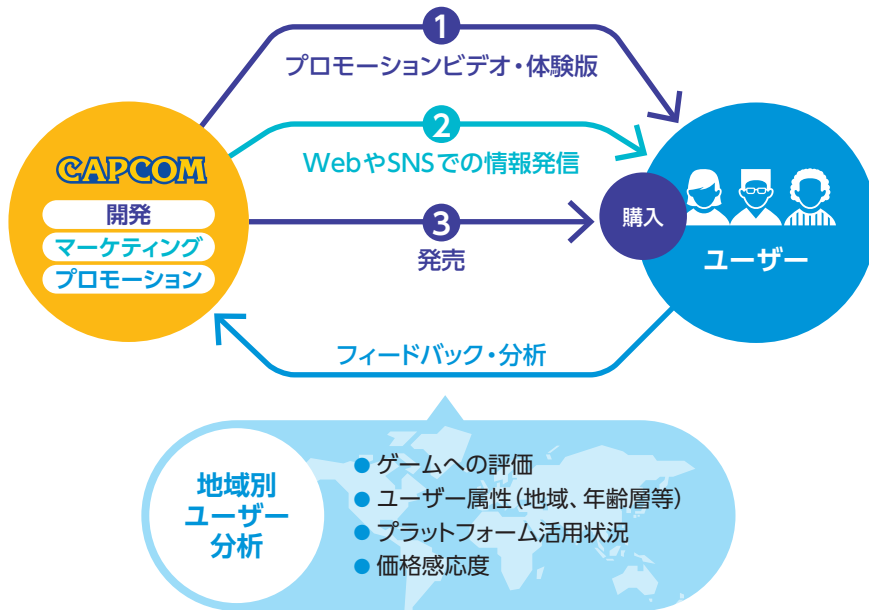 1
プロモーションビデオ・体験版
2
WebやSNSでの情報発信
CAPCOM
開発
マーケティング
プロモーション
3
発売
購入
ユーザー
フィードバック・分析
地域別
ユーザー
分析
● ゲームへの評価
● ユーザー属性(地域、年齢層等)
● プラットフォーム活用状況
● 価格感応度